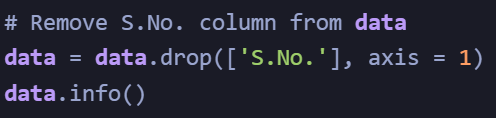 # Remove S.No. column from data
data = data.drop(['S.No.'], axis = 1)
data.info()